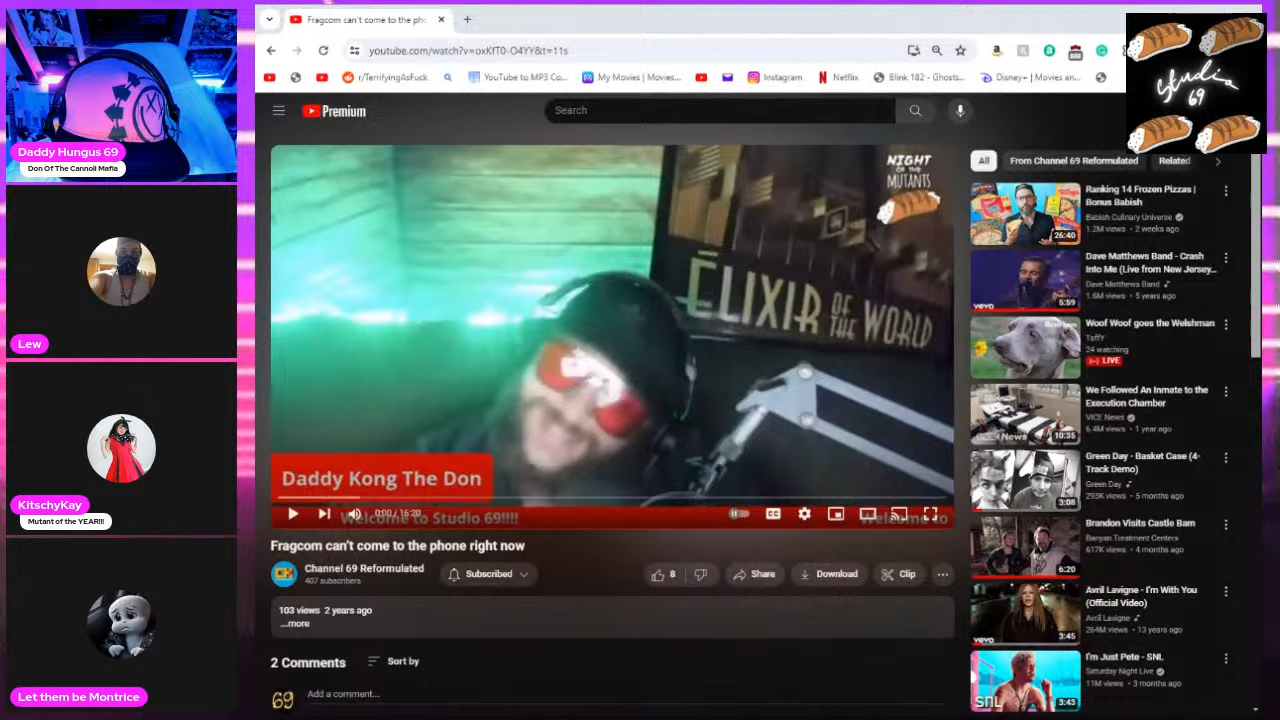 Daddy Hungus 69
Don Of The Cannoli Mafia
Lew
KitschyKay
Mutant of the YEAR!!!
Let them be Montrice
Fragcom can't come to the pho
youtube.com/watch?v=oxKfT0-O4YY&t=11s
r/TerrifyingAsFuck
YouTube to MP3 Co...
My Movies | Movies...
Instagram
Netflix
Blink 182 - Ghosts...
Disney+ | Movies an...
Studio
69
Premium
Search
NIGHT
OF THE
MUTANTS
ELIXIR OF THE WORLD
Daddy Kong The Don
0:00 / 16:20
Welcome to Studio 69!!!!
Welcome to
Fragcom can't come to the phone right now
Channel 69 Reformulated
407 subscribers
Subscribed
8
Share
Download
Clip
103 views 2 years ago
...more
2 Comments
Sort by
69
Add a comment...
All
From Channel 69 Reformulated
Related
Ranking 14 Frozen Pizzas |
Bonus Babish
Babish Culinary Universe
1.2M views • 2 weeks ago
26:40
Dave Matthews Band - Crash
Into Me (Live from New Jersey...
Dave Matthews Band
1.6M views • 5 years ago
vevo
5:59
Woof Woof goes the Welshman
TaffY
24 watching
LIVE
Restream
We Followed An Inmate to the
Execution Chamber
VICE News
6.4M views • 1 year ago
News
10:35
Green Day - Basket Case (4-
Track Demo)
Green Day
293K views • 5 months ago
3:08
Brandon Visits Castle Bam
Banyan Treatment Centers
617K views • 4 months ago
6:20
Avril Lavigne - I'm With You
(Official Video)
Avril Lavigne
264M views • 13 years ago
vevo
3:45
I'm Just Pete - SNL
Saturday Night Live
11M views • 3 months ago
SNL
3:43